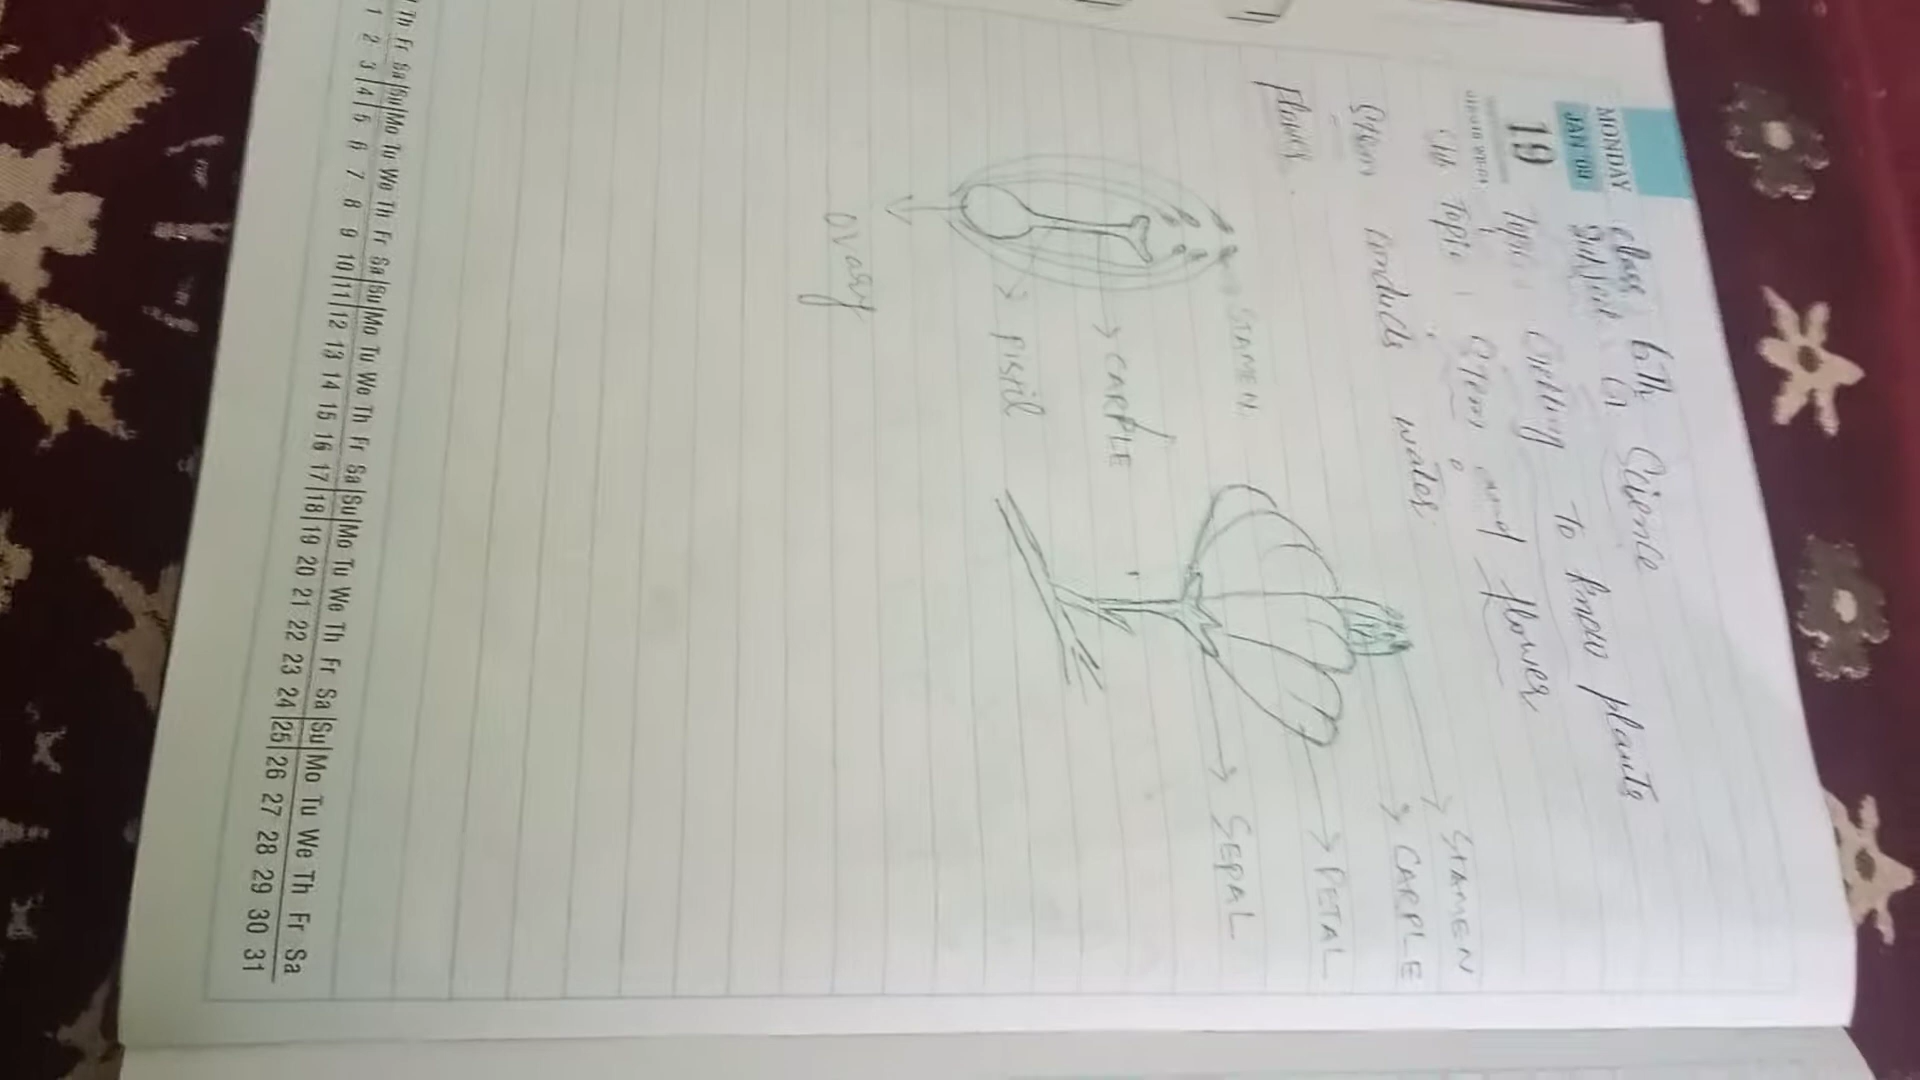 MONDAY
JAN 09
19
Class 6th
Subject Science
Topic Getting to know plants
Sub Topic Stem and flower
Stem conducts water.
flower
STAMEN
CARPLE
PETAL
SEPAL
STAMEN
CARPLE
PISTIL
OVARY
Th Fr Sa Su Mo Tu We Th Fr Sa Su Mo Tu We Th Fr Sa Su Mo Tu We Th Fr Sa Su Mo Tu We Th Fr Sa
1 2 3 4 5 6 7 8 9 10 11 12 13 14 15 16 17 18 19 20 21 22 23 24 25 26 27 28 29 30 31